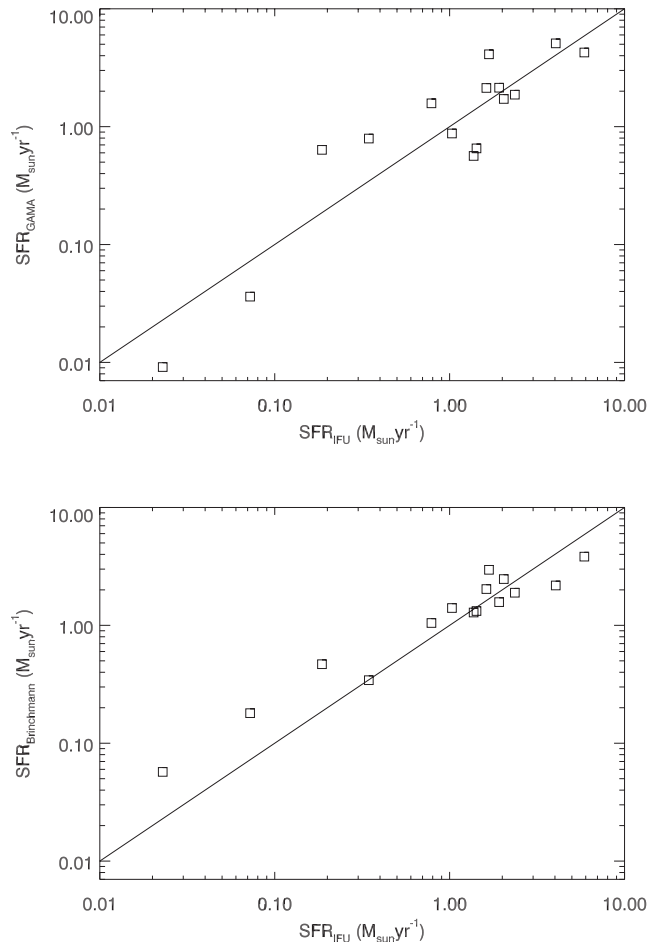 10.00
1.00
0.10
0.01
SFR_GAMA (M_sun yr^-1)
0.01 0.10 1.00 10.00
SFR_IFU (M_sun yr^-1)
10.00
1.00
0.10
0.01
SFR_Brinchmann (M_sun yr^-1)
0.01 0.10 1.00 10.00
SFR_IFU (M_sun yr^-1)